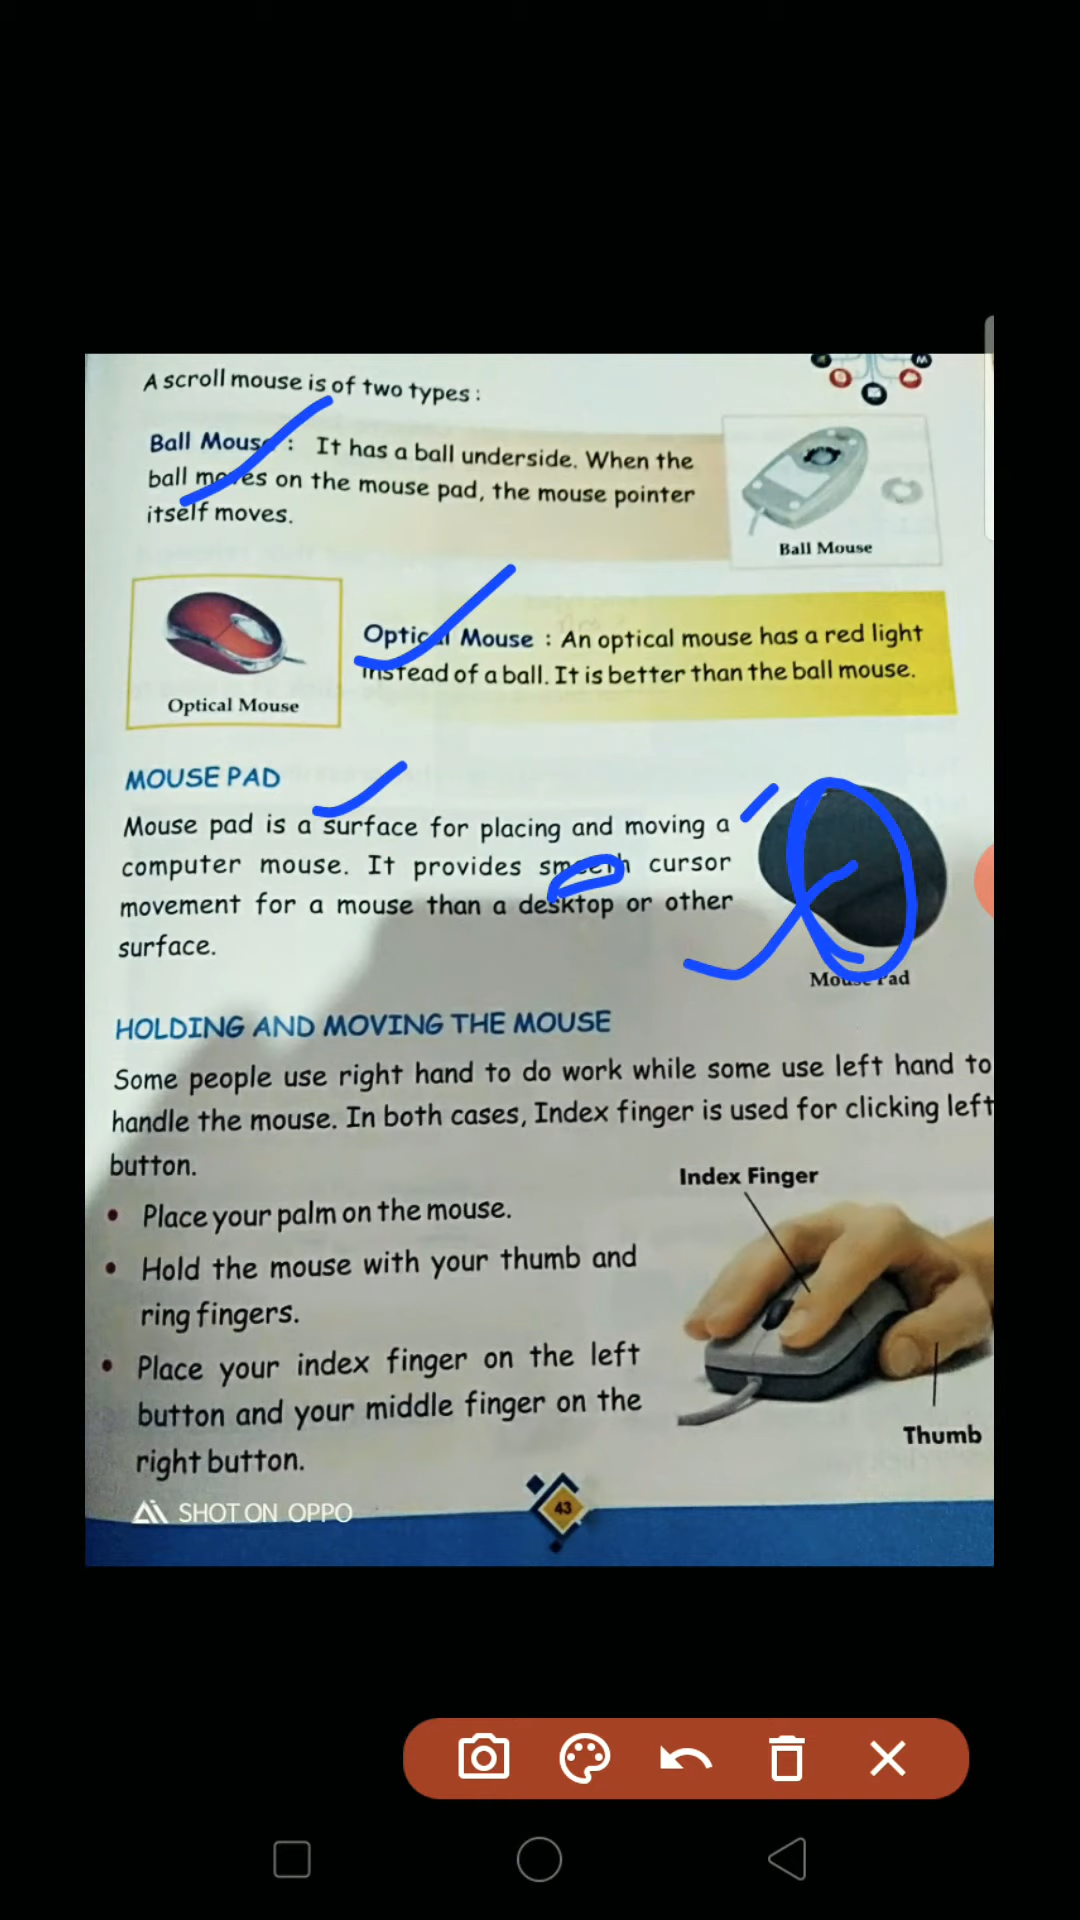 A scroll mouse is of two types :
Ball Mouse : It has a ball underside. When the
ball moves on the mouse pad, the mouse pointer
itself moves.
Ball Mouse
Optical Mouse : An optical mouse has a red light
instead of a ball. It is better than the ball mouse.
Optical Mouse
MOUSE PAD
Mouse pad is a surface for placing and moving a
computer mouse. It provides smooth cursor
movement for a mouse than a desktop or other
surface.
Mouse Pad
HOLDING AND MOVING THE MOUSE
Some people use right hand to do work while some use left hand to
handle the mouse. In both cases, Index finger is used for clicking left
button.
Index Finger
• Place your palm on the mouse.
• Hold the mouse with your thumb and
ring fingers.
• Place your index finger on the left
button and your middle finger on the
right button.
Thumb
SHOT ON OPPO
43